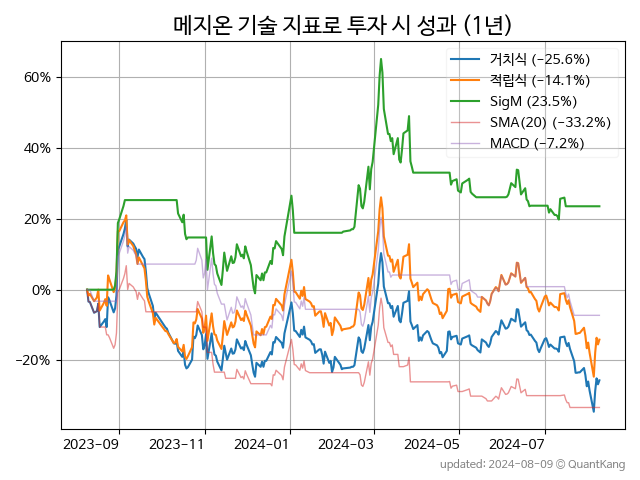 메지온 기술 지표로 투자 시 성과 (1년)
거치식 (−25.6%)
적립식 (−14.1%)
SigM (23.5%)
SMA(20) (−33.2%)
MACD (−7.2%)
60%
40%
20%
0%
−20%
2023-09 2023-11 2024-01 2024-03 2024-05 2024-07
updated: 2024-08-09 © QuantKang